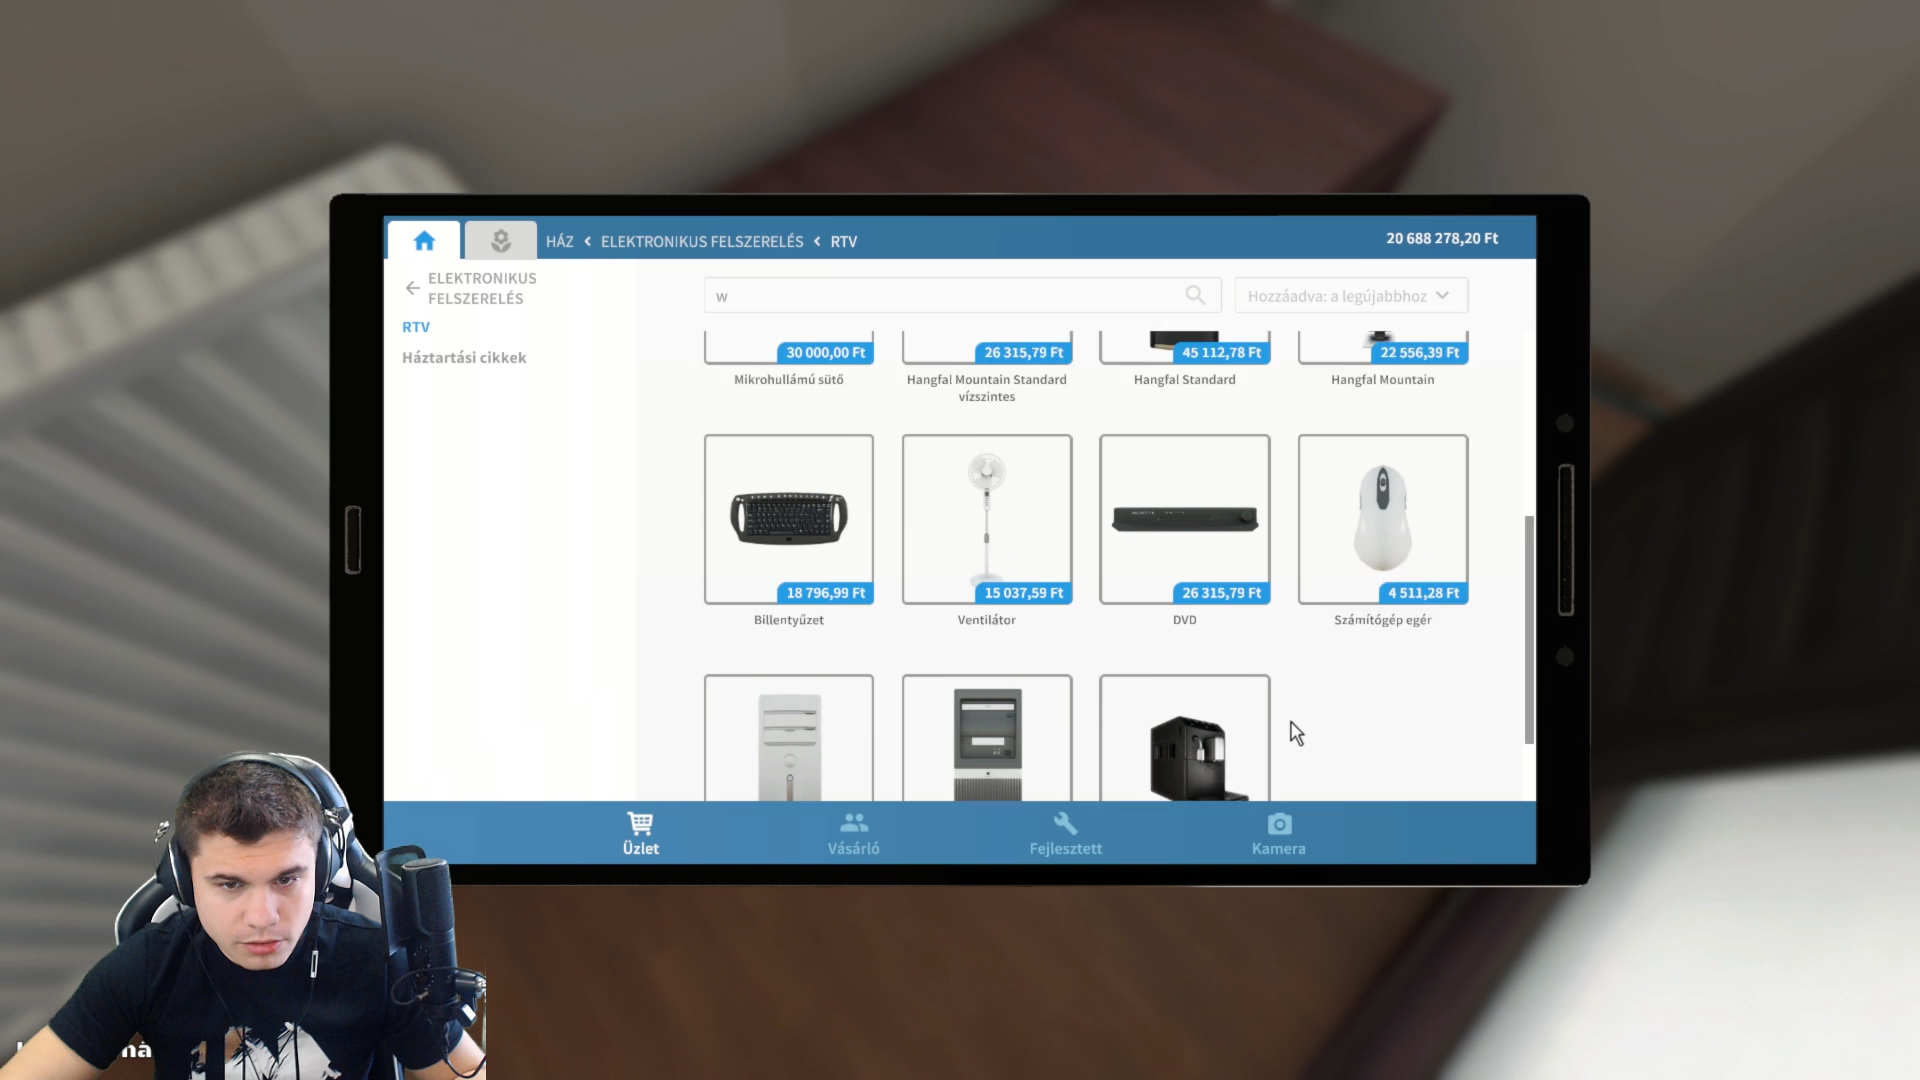 HÁZ < ELEKTRONIKUS FELSZERELÉS < RTV
20 688 278,20 Ft
ELEKTRONIKUS
FELSZERELÉS
RTV
Háztartási cikkek
w
Hozzáadva: a legújabbhoz
30 000,00 Ft
26 315,79 Ft
45 112,78 Ft
22 556,39 Ft
Mikrohullámú sütő
Hangfal Mountain Standard
vízszintes
Hangfal Standard
Hangfal Mountain
18 796,99 Ft
15 037,59 Ft
26 315,79 Ft
4 511,28 Ft
Billentyűzet
Ventilátor
DVD
Számítógép egér
Üzlet
Vásárló
Fejlesztett
Kamera